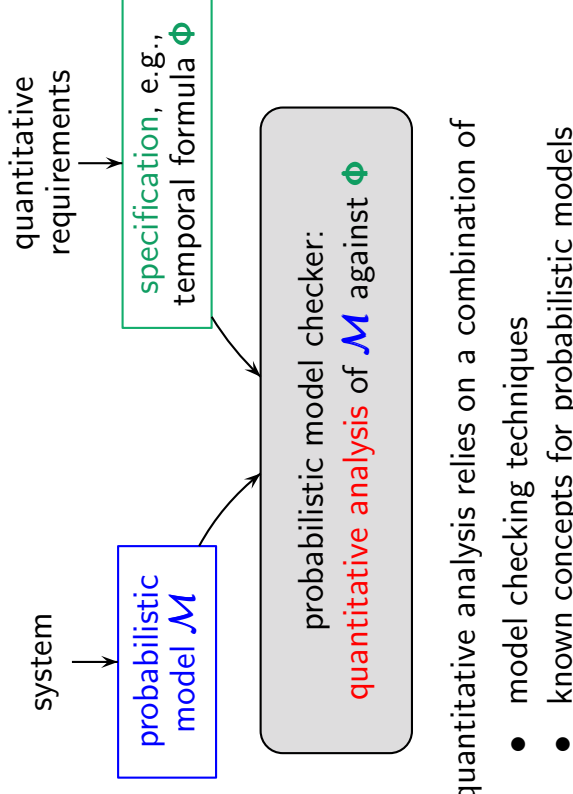 system
quantitative
requirements
probabilistic
model 𝓜
specification, e.g.,
temporal formula Φ
probabilistic model checker:
quantitative analysis of 𝓜 against Φ
quantitative analysis relies on a combination of
• model checking techniques
• known concepts for probabilistic models